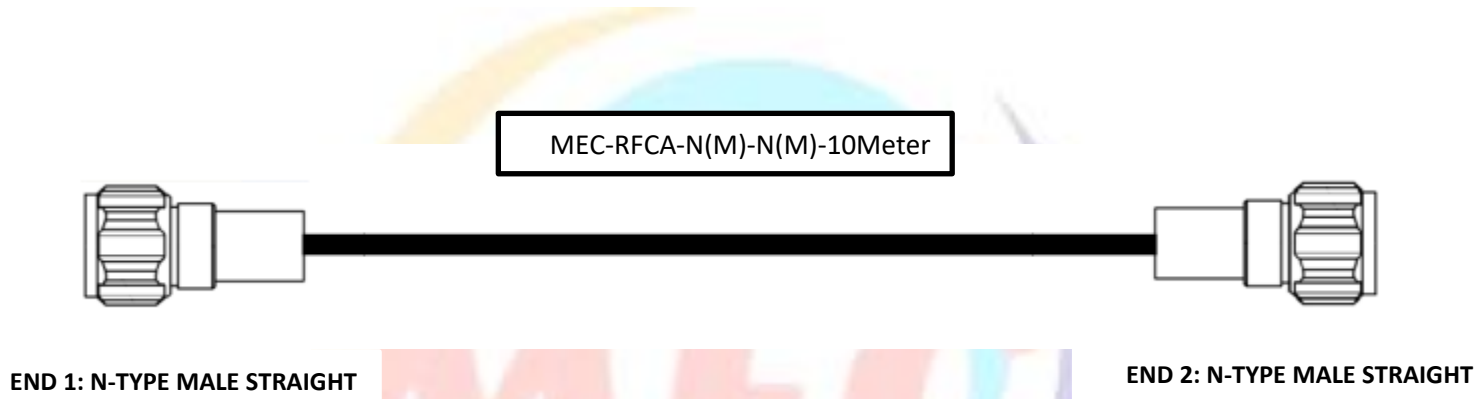 MEC-RFCA-N(M)-N(M)-10Meter
END 1: N-TYPE MALE STRAIGHT
END 2: N-TYPE MALE STRAIGHT